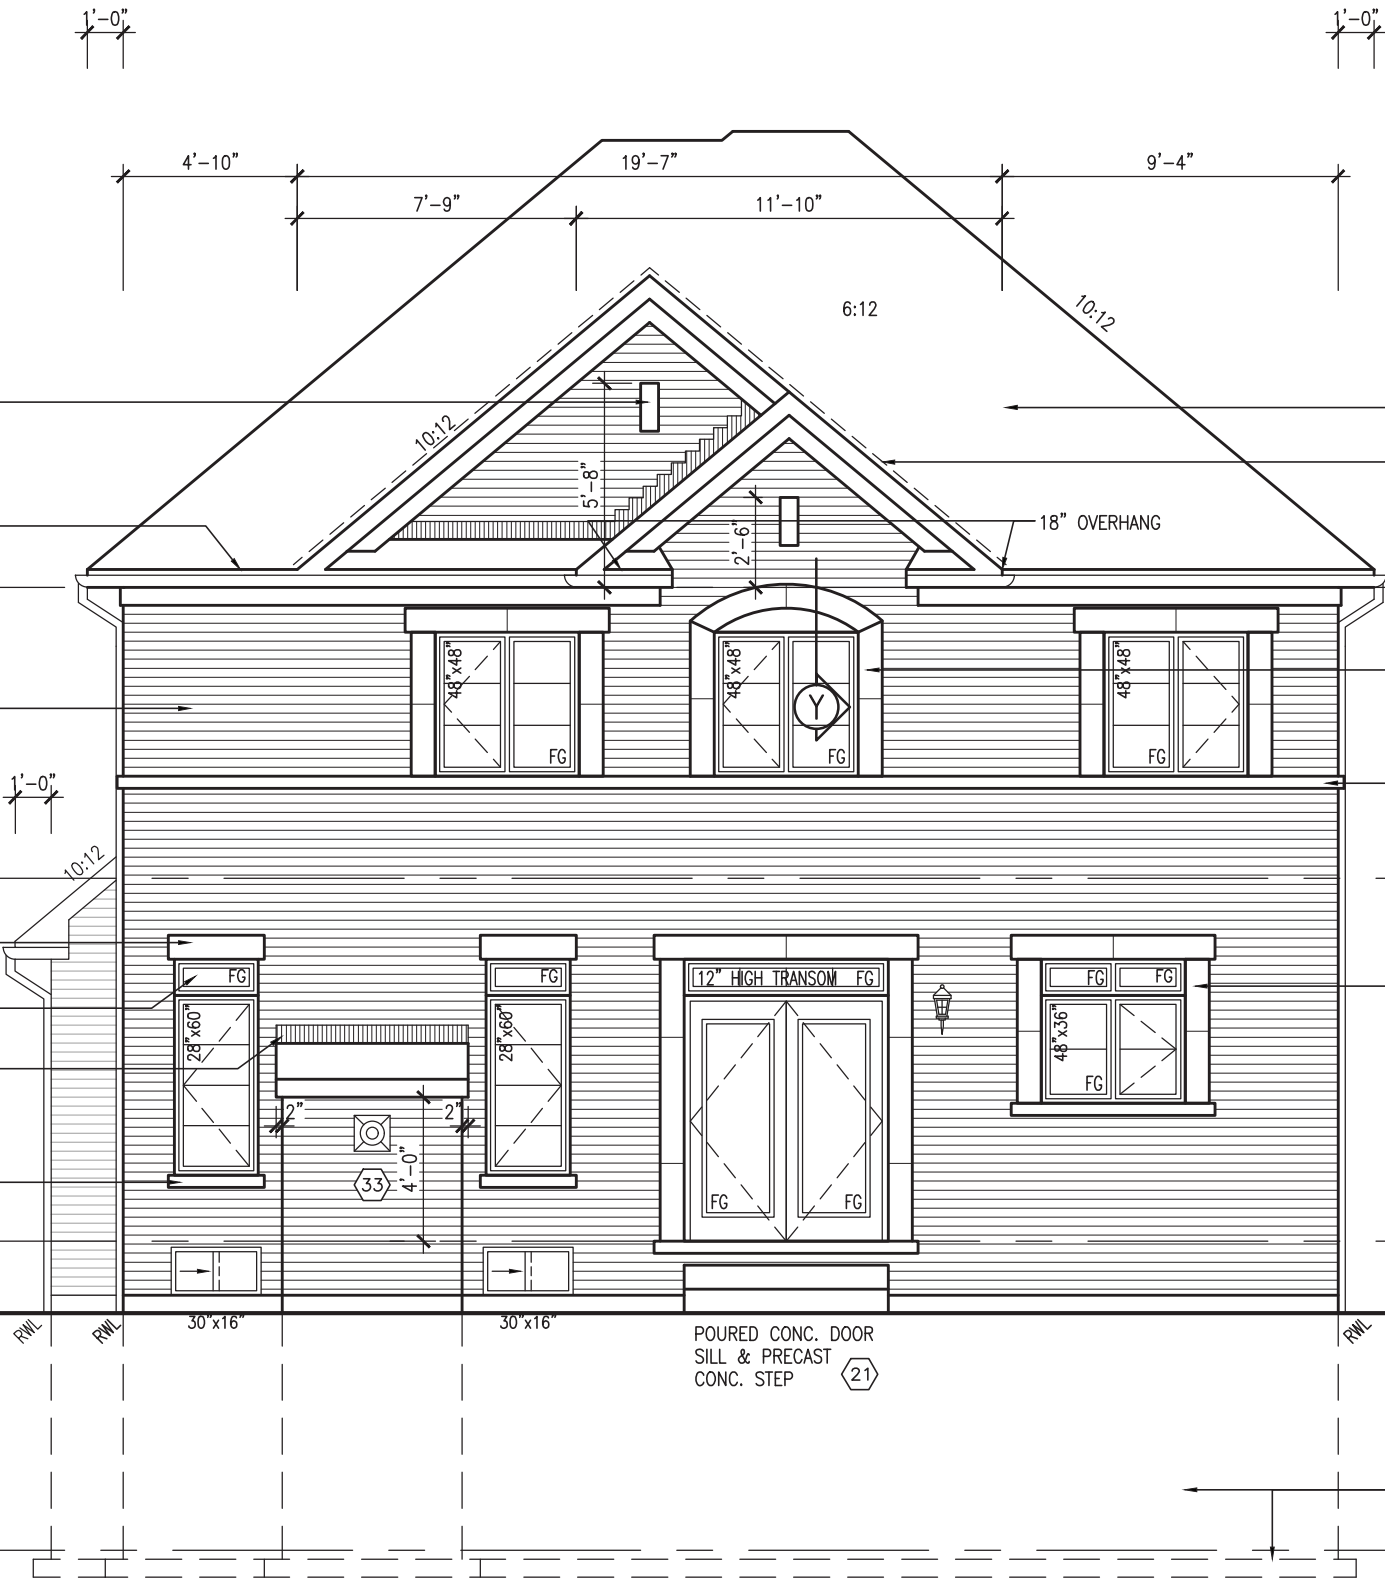 1'-0"
1'-0"
4'-10"
19'-7"
9'-4"
7'-9"
11'-10"
6:12
10:12
10:12
5'-8"
2'-6"
18" OVERHANG
48"x48"
FG
48"x48"
FG
Y
48"x48"
FG
1'-0"
10:12
FG
FG
12" HIGH TRANSOM FG
FG
FG
28"x60"
28"x60"
48"x36"
FG
2"
2"
4'-0"
33
FG
FG
RWL
RWL
30"x16"
30"x16"
RWL
POURED CONC. DOOR
SILL & PRECAST
CONC. STEP
21